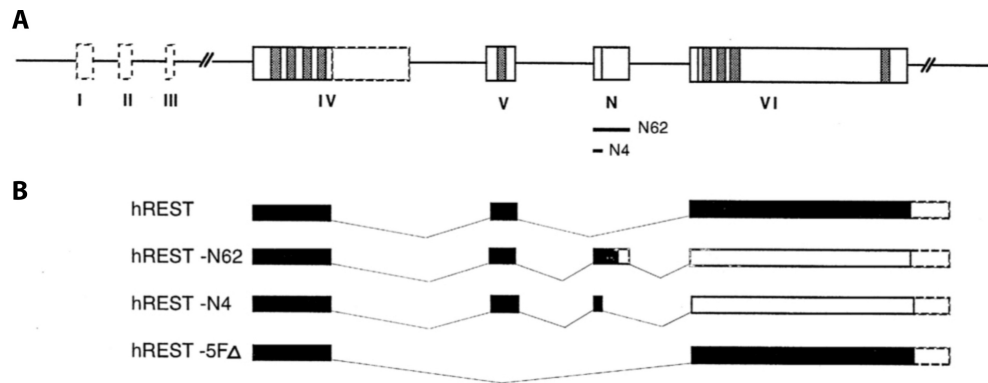 A
I II III IV V N VI
N62
N4
B
hREST
hREST -N62
hREST -N4
hREST -5FΔ